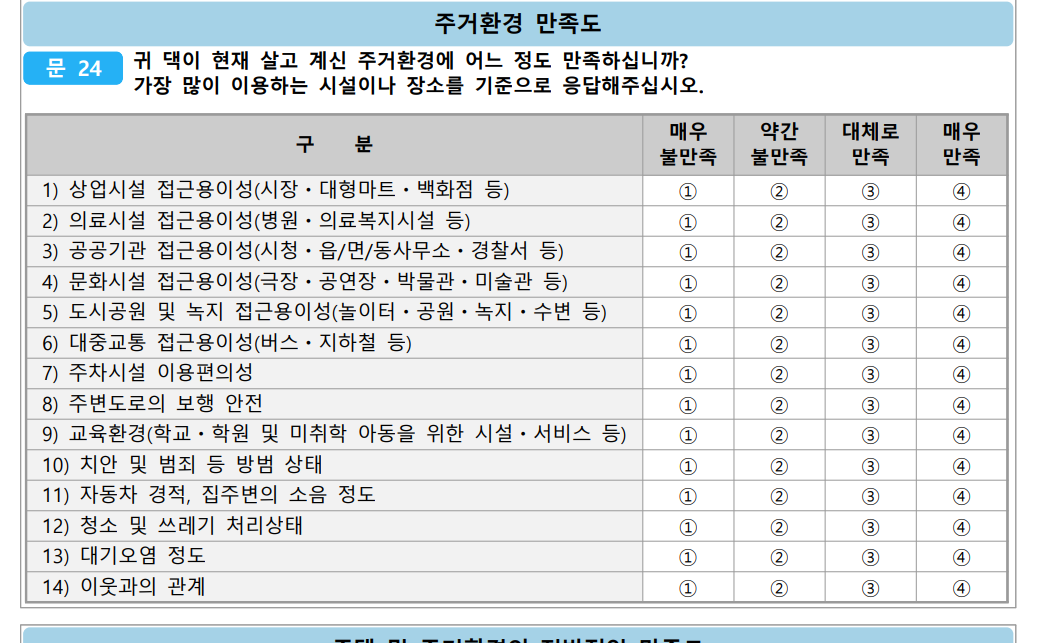 주거환경 만족도
문 24
귀 댁이 현재 살고 계신 주거환경에 어느 정도 만족하십니까?
가장 많이 이용하는 시설이나 장소를 기준으로 응답해주십시오.
구 분 매우 불만족 약간 불만족 대체로 만족 매우 만족
1) 상업시설 접근용이성(시장・대형마트・백화점 등) ① ② ③ ④
2) 의료시설 접근용이성(병원・의료복지시설 등) ① ② ③ ④
3) 공공기관 접근용이성(시청・읍/면/동사무소・경찰서 등) ① ② ③ ④
4) 문화시설 접근용이성(극장・공연장・박물관・미술관 등) ① ② ③ ④
5) 도시공원 및 녹지 접근용이성(놀이터・공원・녹지・수변 등) ① ② ③ ④
6) 대중교통 접근용이성(버스・지하철 등) ① ② ③ ④
7) 주차시설 이용편의성 ① ② ③ ④
8) 주변도로의 보행 안전 ① ② ③ ④
9) 교육환경(학교・학원 및 미취학 아동을 위한 시설・서비스 등) ① ② ③ ④
10) 치안 및 범죄 등 방범 상태 ① ② ③ ④
11) 자동차 경적, 집주변의 소음 정도 ① ② ③ ④
12) 청소 및 쓰레기 처리상태 ① ② ③ ④
13) 대기오염 정도 ① ② ③ ④
14) 이웃과의 관계 ① ② ③ ④